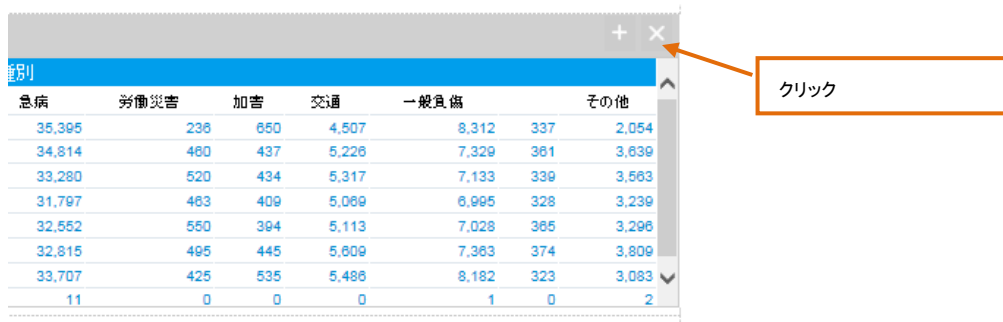 + ×
種別
クリック
急病 労働災害 加害 交通 一般負傷 その他
35,395 236 650 4,507 8,312 337 2,054
34,814 460 437 5,226 7,329 361 3,639
33,280 520 434 5,317 7,133 339 3,563
31,797 463 409 5,069 6,995 328 3,239
32,552 550 394 5,113 7,028 365 3,296
32,815 495 445 5,609 7,363 374 3,809
33,707 425 535 5,486 8,182 323 3,083
11 0 0 0 1 0 2